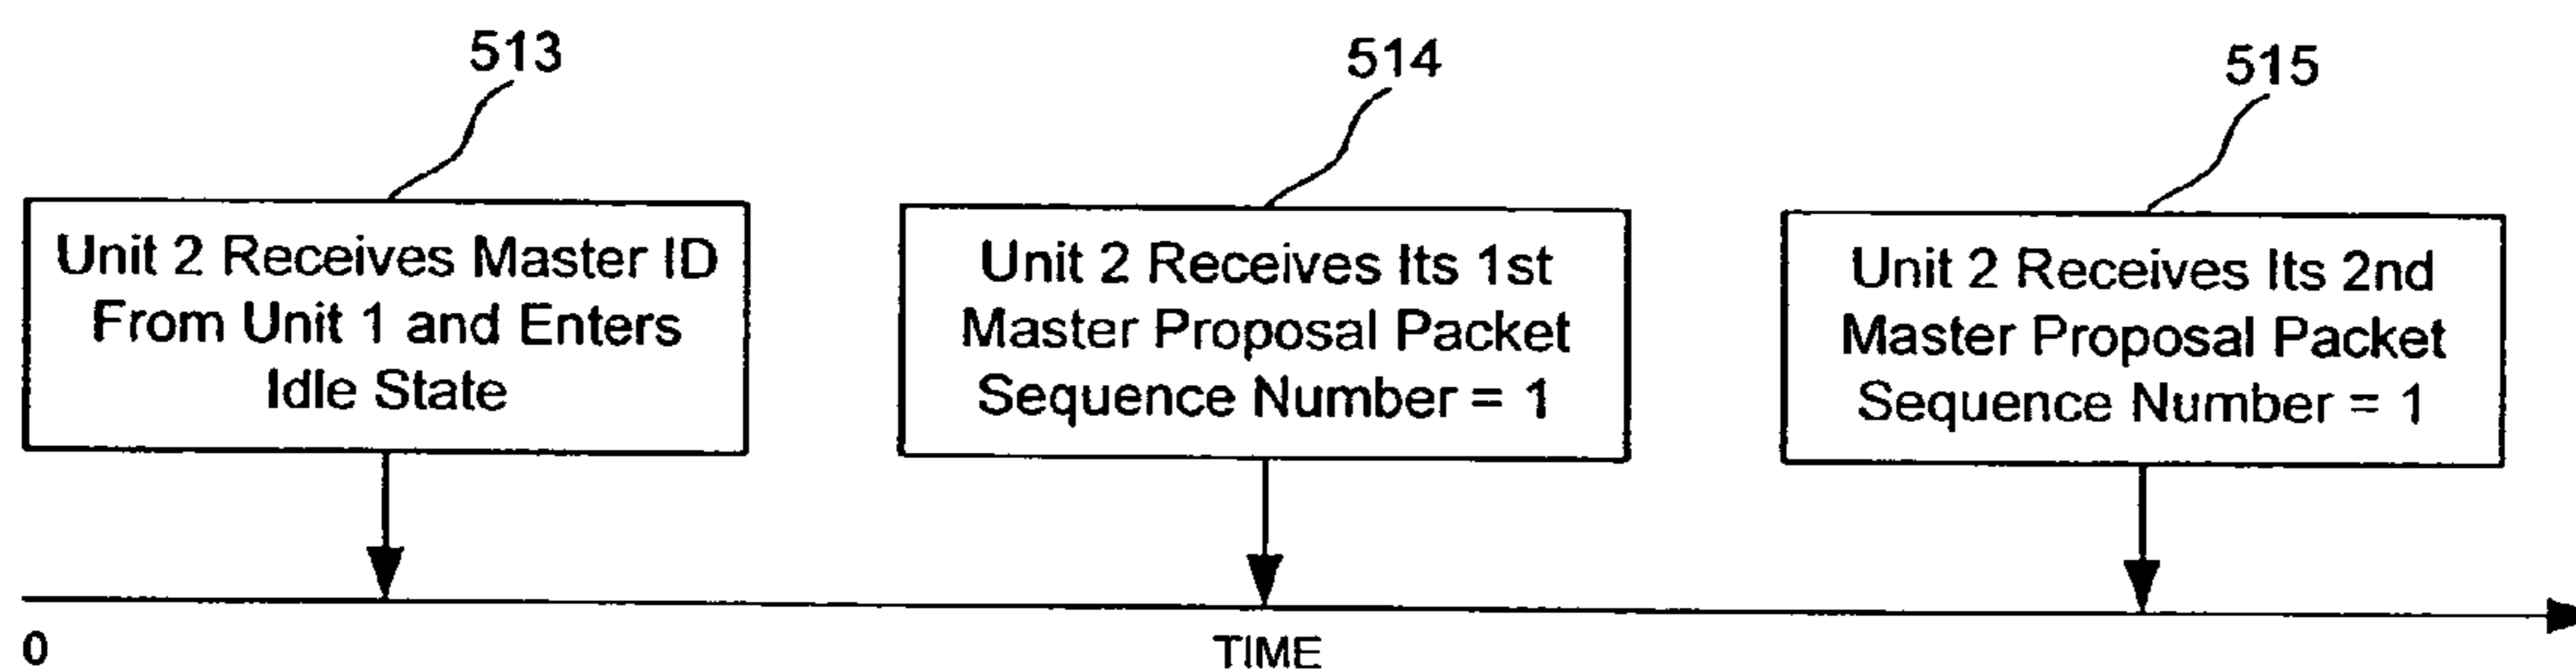 513
514
515
Unit 2 Receives Master ID
From Unit 1 and Enters
Idle State
Unit 2 Receives Its 1st
Master Proposal Packet
Sequence Number = 1
Unit 2 Receives Its 2nd
Master Proposal Packet
Sequence Number = 1
0
TIME